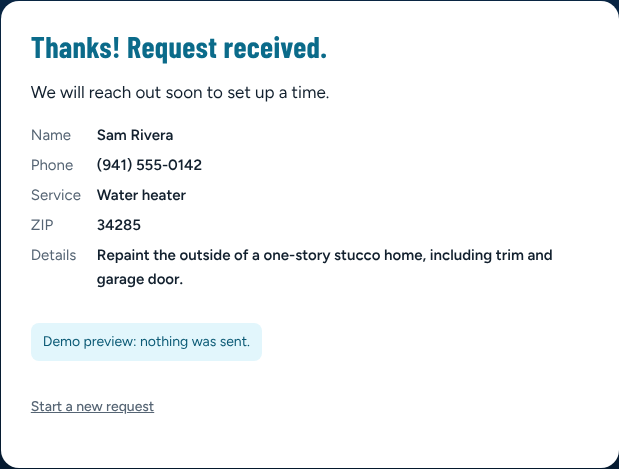 Thanks! Request received.
We will reach out soon to set up a time.
Name Sam Rivera
Phone (941) 555-0142
Service Water heater
ZIP 34285
Details Repaint the outside of a one-story stucco home, including trim and
garage door.
Demo preview: nothing was sent.
Start a new request